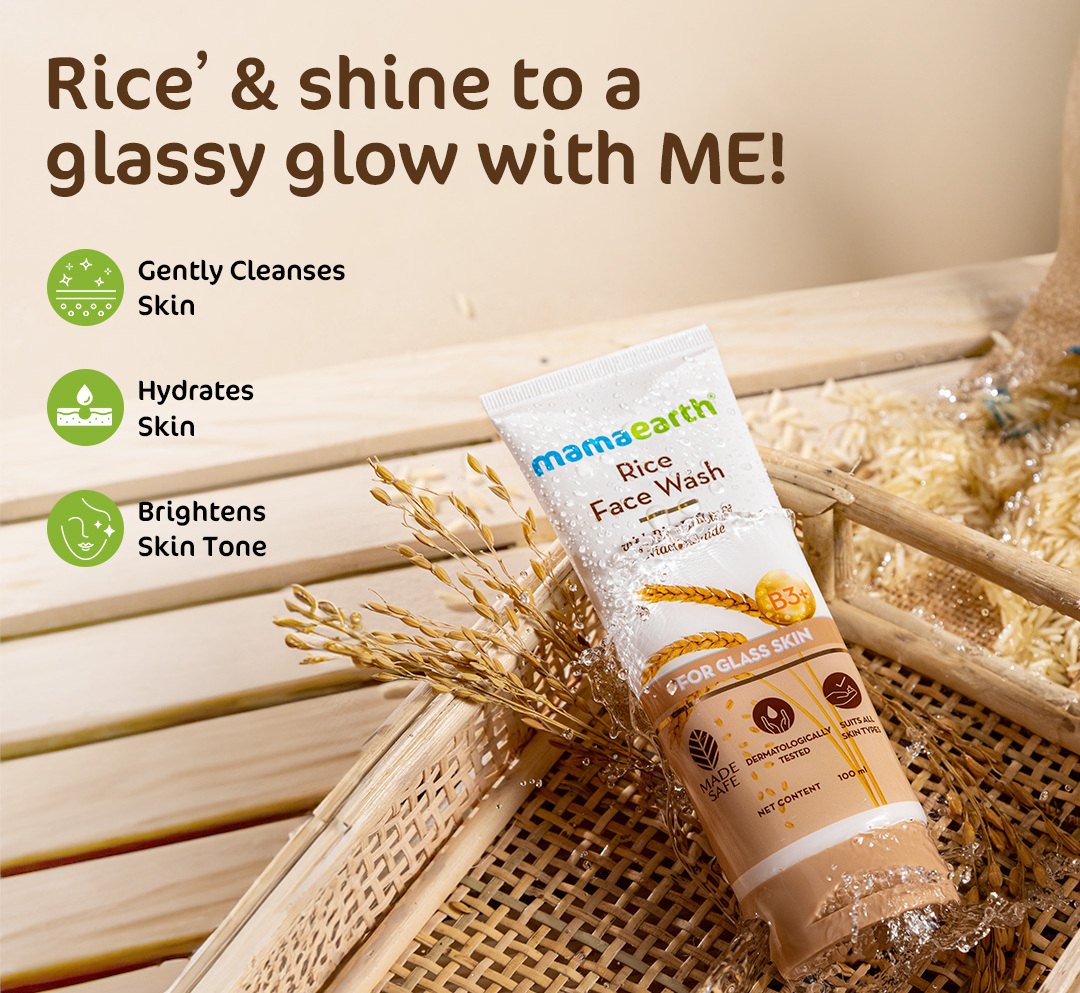 Rice’ & shine to a
glassy glow with ME!
Gently Cleanses
Skin
Hydrates
Skin
Brightens
Skin Tone
mamaearth®
Rice
Face Wash
B3+
FOR GLASS SKIN
MADE
SAFE
DERMATOLOGICALLY
TESTED
SUITS ALL
SKIN TYPES
NET CONTENT
100 ml